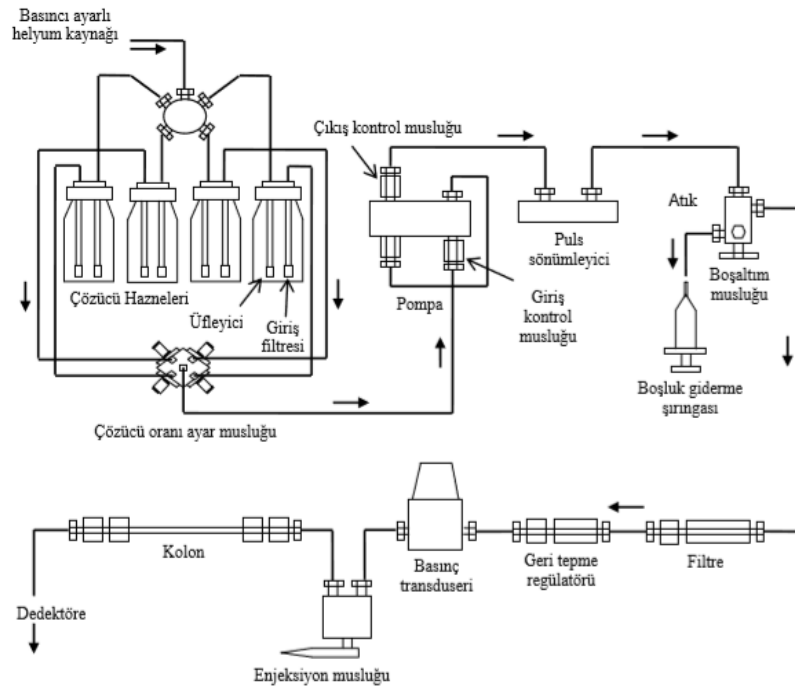 Basıncı ayarlı
helyum kaynağı
Çıkış kontrol musluğu
Atık
Puls
sönümleyici
Boşaltım
musluğu
Çözücü Hazneleri
Üfleyici
Giriş
filtresi
Pompa
Giriş
kontrol
musluğu
Boşluk giderme
şırıngası
Çözücü oranı ayar musluğu
Kolon
Basınç
transduseri
Geri tepme
regülatörü
Filtre
Dedektöre
Enjeksiyon musluğu